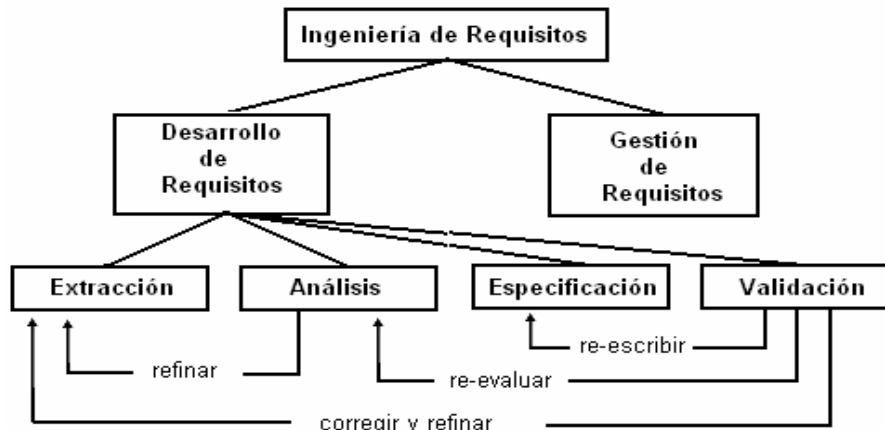 Ingeniería de Requisitos
Desarrollo
de
Requisitos
Gestión
de
Requisitos
Extracción
Análisis
Especificación
Validación
re-escribir
refinar
re-evaluar
corregir y refinar